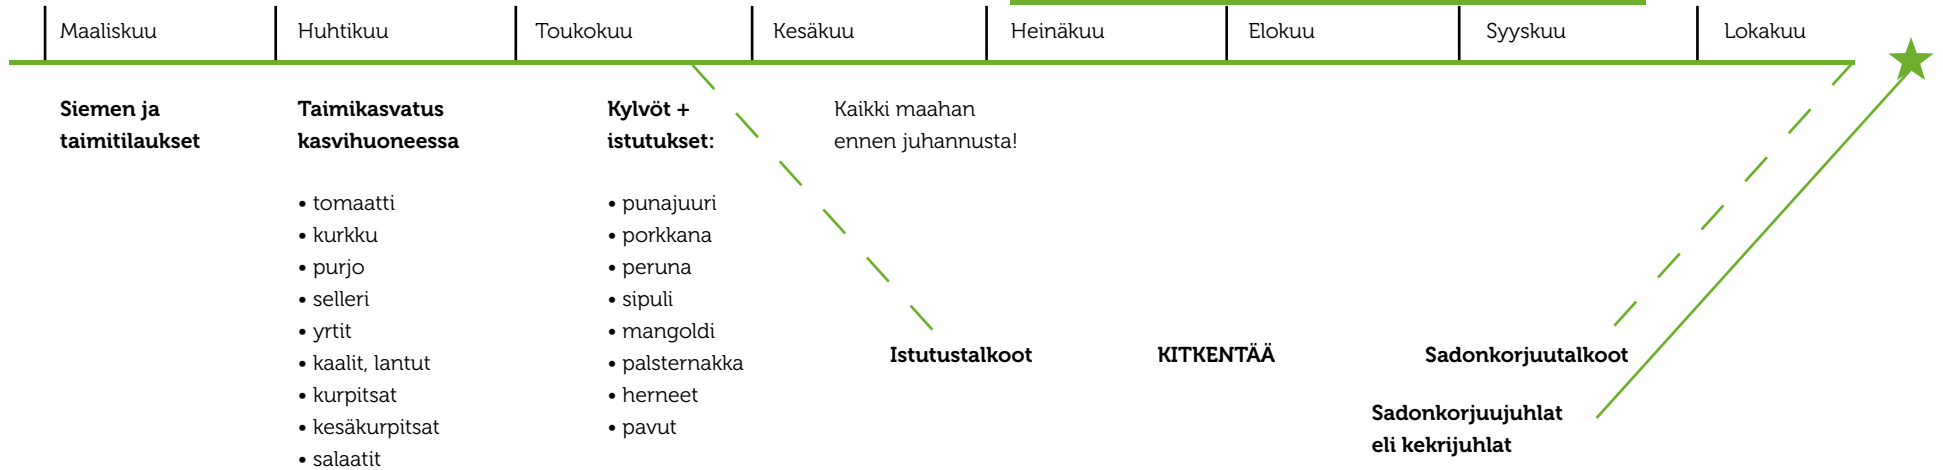 Maaliskuu
Huhtikuu
Toukokuu
Kesäkuu
Heinäkuu
Elokuu
Syyskuu
Lokakuu
Siemen ja
taimitilaukset
Taimikasvatus
kasvihuoneessa
• tomaatti
• kurkku
• purjo
• selleri
• yrtit
• kaalit, lantut
• kurpitsat
• kesäkurpitsat
• salaatit
Kylvöt +
istutukset:
• punajuuri
• porkkana
• peruna
• sipuli
• mangoldi
• palsternakka
• herneet
• pavut
Kaikki maahan
ennen juhannusta!
Istutustalkoot
KITKENTÄÄ
Sadonkorjuutalkoot
Sadonkorjuujuhlat
eli kekrijuhlat